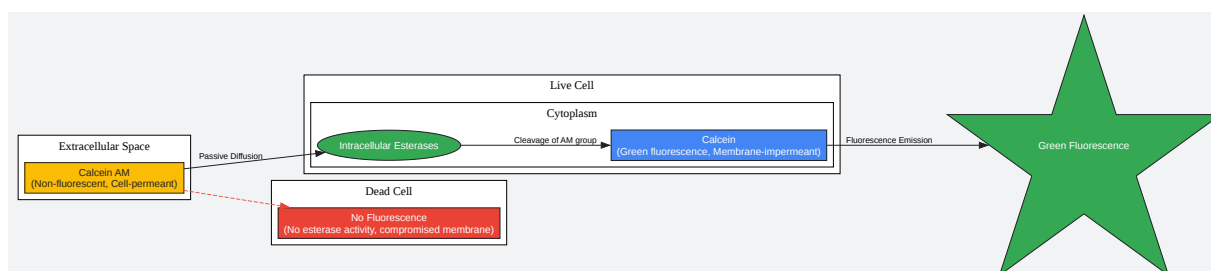 Live Cell
Cytoplasm
Extracellular Space
Calcein AM
(Non-fluorescent, Cell-permeant)
Passive Diffusion
Intracellular Esterases
Cleavage of AM group
Calcein
(Green fluorescence, Membrane-impermeant)
Fluorescence Emission
Green Fluorescence
Dead Cell
No Fluorescence
(No esterase activity, compromised membrane)